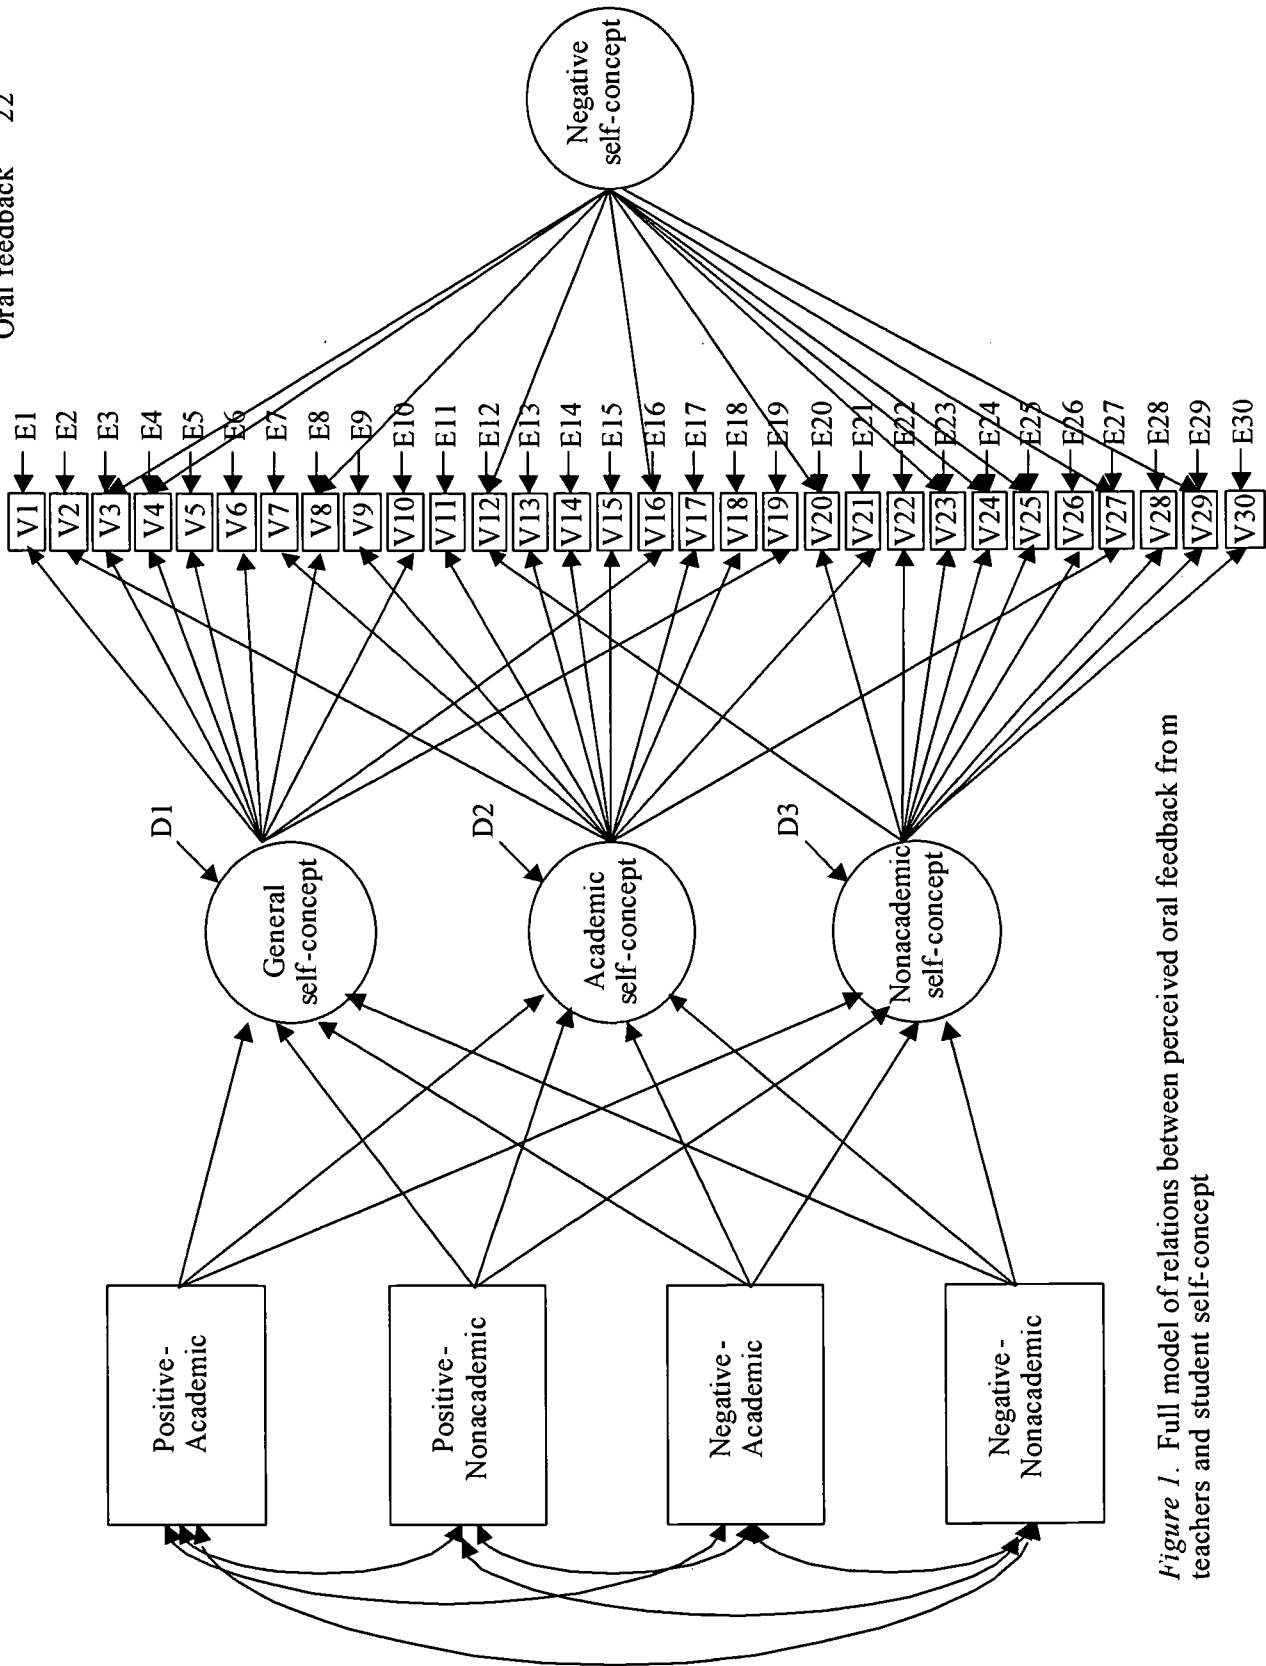 Oral feedback 22
Positive-
Academic
Positive-
Nonacademic
Negative-
Academic
Negative-
Nonacademic
D1
General
self-concept
D2
Academic
self-concept
D3
Nonacademic
self-concept
V1 E1
V2 E2
V3 E3
V4 E4
V5 E5
V6 E6
V7 E7
V8 E8
V9 E9
V10 E10
V11 E11
V12 E12
V13 E13
V14 E14
V15 E15
V16 E16
V17 E17
V18 E18
V19 E19
V20 E20
V21 E21
V22 E22
V23 E23
V24 E24
V25 E25
V26 E26
V27 E27
V28 E28
V29 E29
V30 E30
Negative
self-concept
Figure 1. Full model of relations between perceived oral feedback from
teachers and student self-concept